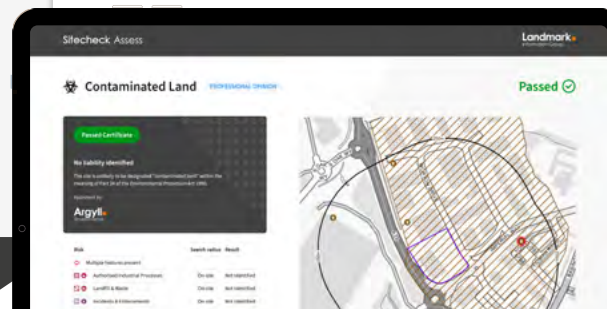 Sitecheck Assess
Landmark
Contaminated Land
PROFESSIONAL OPINION
Passed
Passed Certificate
No liability identified
The site is unlikely to be designated "contaminated land" within the
meaning of Part 2A of the Environmental Protection Act 1990.
Argyll
Risk Search radius Result
Multiple features present
Authorised Industrial Processes On site Not identified
Landfill & Waste On site Not identified
Incidents & Enforcements On site Not identified